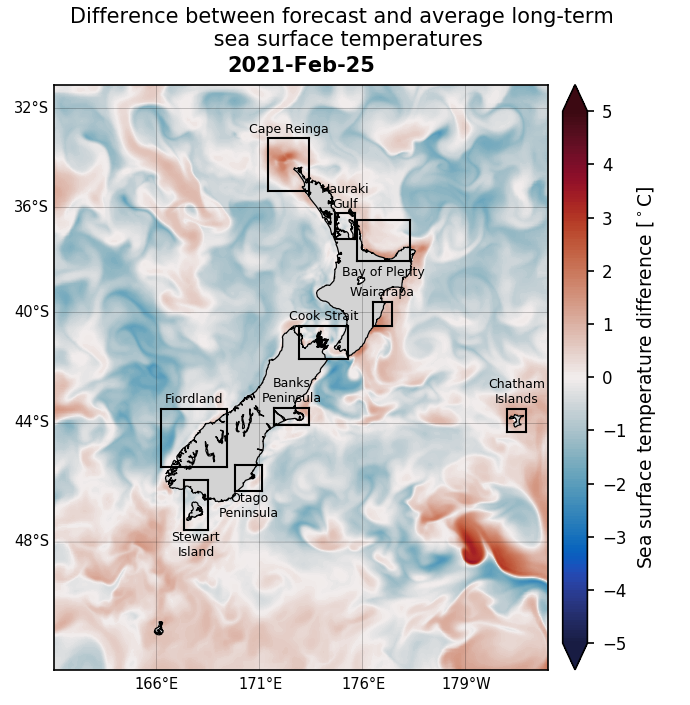 Difference between forecast and average long-term
sea surface temperatures
2021-Feb-25
32°S
36°S
40°S
44°S
48°S
166°E
171°E
176°E
179°W
Cape Reinga
Hauraki
Gulf
Bay of Plenty
Wairarapa
Cook Strait
Banks
Peninsula
Chatham
Islands
Fiordland
Otago
Peninsula
Stewart
Island
5
4
3
2
1
0
−1
−2
−3
−4
−5
Sea surface temperature difference [°C]